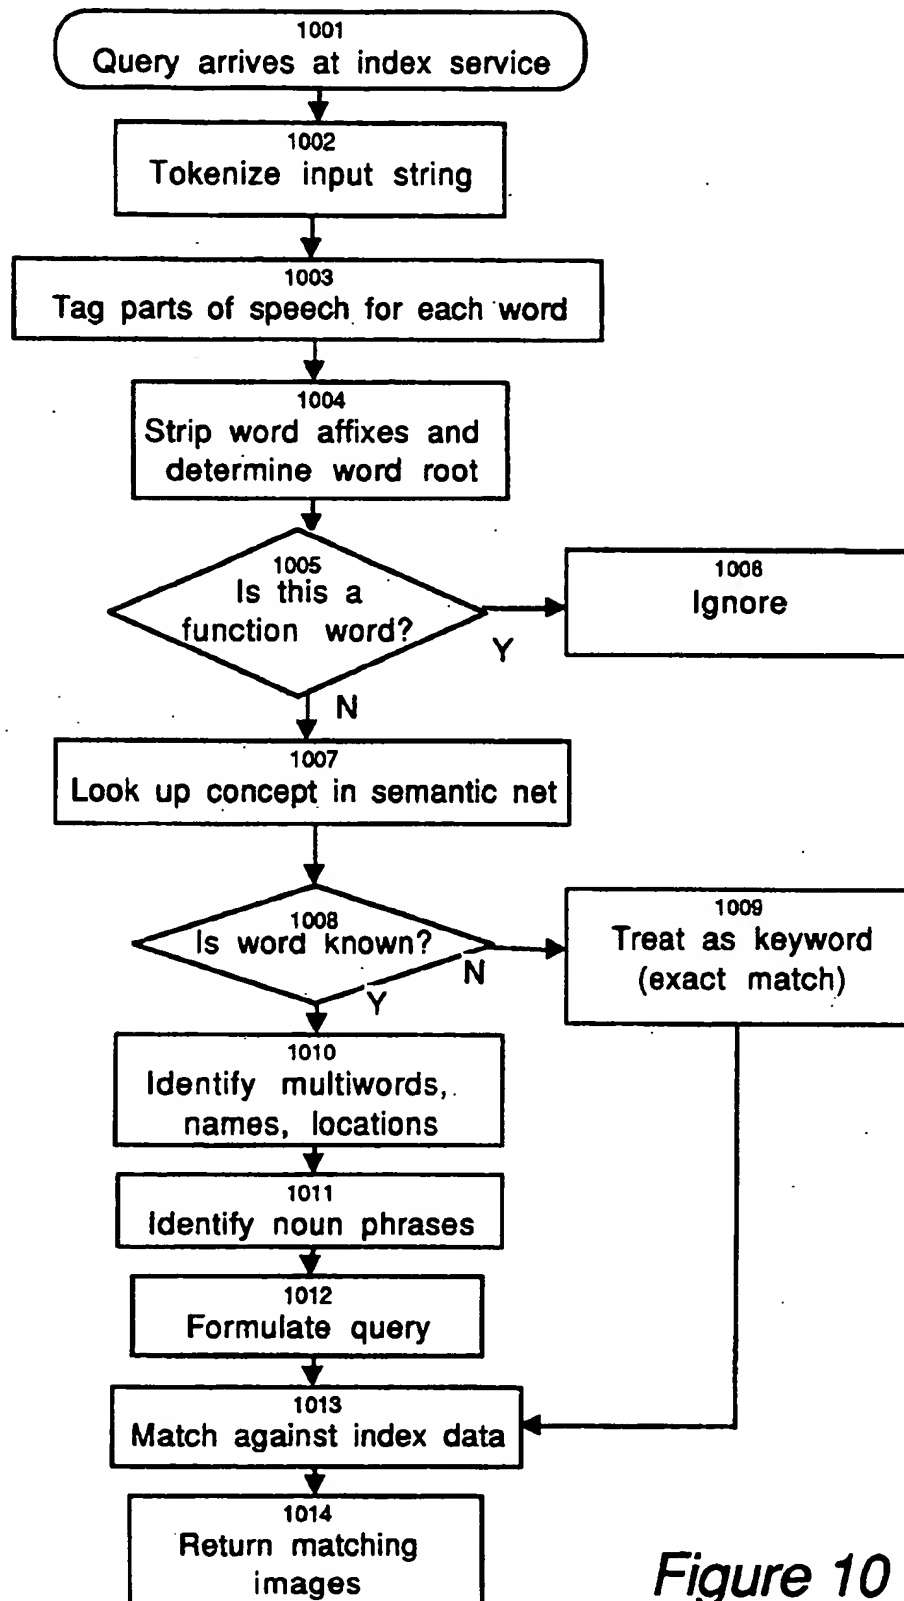 1001
Query arrives at index service
1002
Tokenize input string
1003
Tag parts of speech for each word
1004
Strip word affixes and
determine word root
1005
Is this a
function word?
Y
N
1006
Ignore
1007
Look up concept in semantic net
1008
Is word known?
N
Y
1009
Treat as keyword
(exact match)
1010
Identify multiwords,
names, locations
1011
Identify noun phrases
1012
Formulate query
1013
Match against index data
1014
Return matching
images
Figure 10